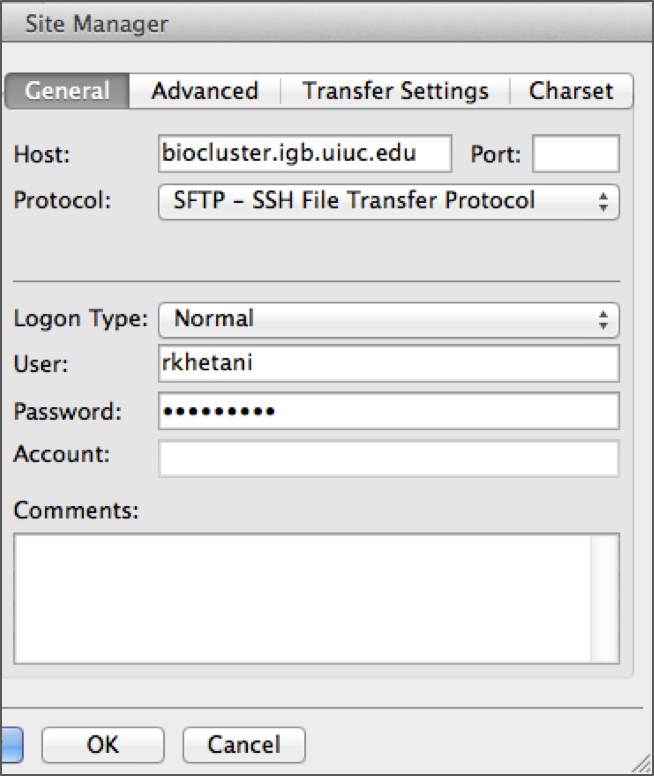 Site Manager
General Advanced Transfer Settings Charset
Host: biocluster.igb.uiuc.edu Port:
Protocol: SFTP – SSH File Transfer Protocol
Logon Type: Normal
User: rkhetani
Password: •••••••••
Account:
Comments:
OK Cancel